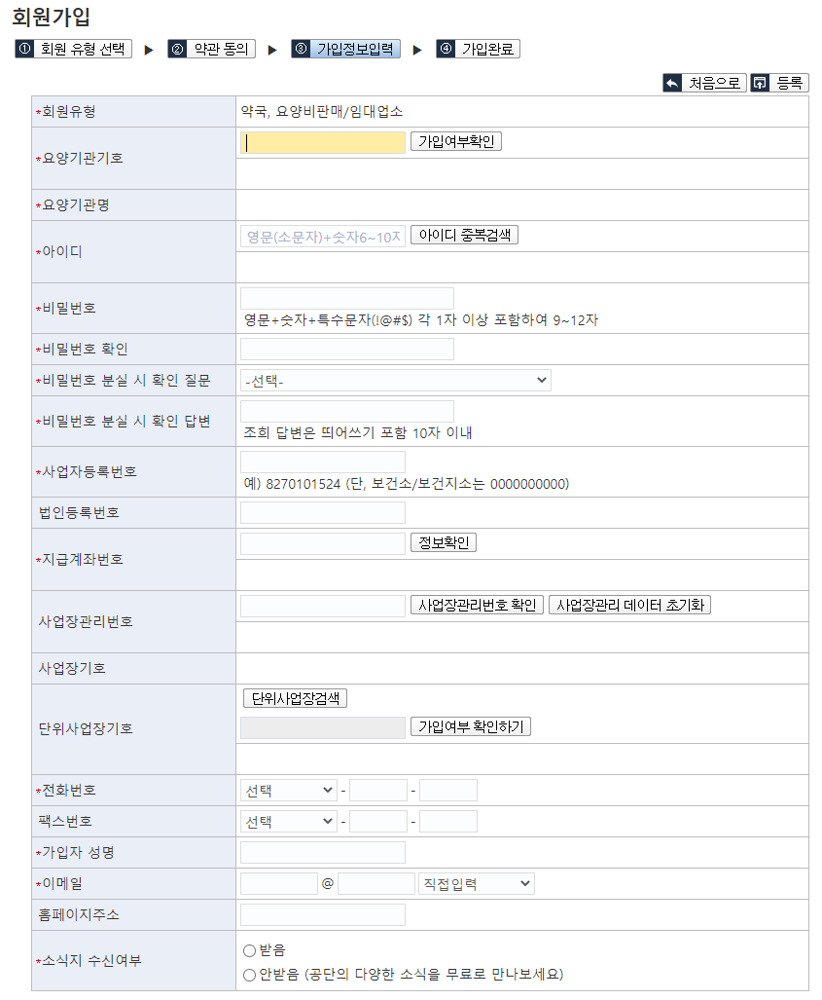 회원가입
① 회원 유형 선택 ▶ ② 약관 동의 ▶ ③ 가입정보입력 ▶ ④ 가입완료
처음으로 등록
*회원유형 약국, 요양비판매/임대업소
*요양기관기호 가입여부확인
*요양기관명
*아이디 영문(소문자)+숫자6~10자 아이디 중복검색
*비밀번호
영문+숫자+특수문자(!@#$) 각 1자 이상 포함하여 9~12자
*비밀번호 확인
*비밀번호 분실 시 확인 질문 -선택-
*비밀번호 분실 시 확인 답변
조회 답변은 띄어쓰기 포함 10자 이내
*사업자등록번호
예) 8270101524 (단, 보건소/보건지소는 0000000000)
법인등록번호
*지급계좌번호 정보확인
사업장관리번호 사업장관리번호 확인 사업장관리 데이터 초기화
사업장기호
단위사업장검색
단위사업장기호 가입여부 확인하기
*전화번호 선택 - -
팩스번호 선택 - -
*가입자 성명
*이메일 @ 직접입력
홈페이지주소
*소식지 수신여부 받음
안받음 (공단의 다양한 소식을 무료로 만나보세요)